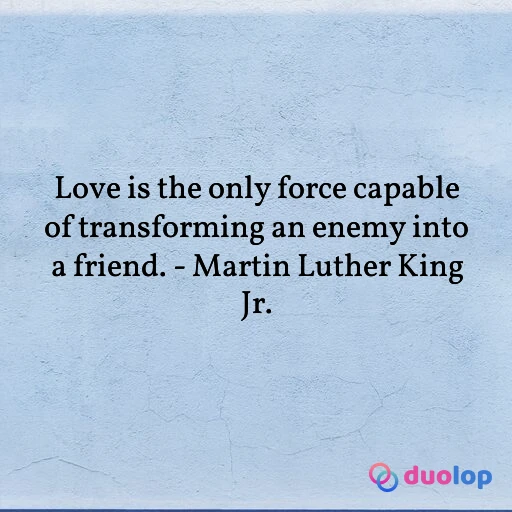 Love is the only force capable
of transforming an enemy into
a friend. - Martin Luther King
Jr.
duolop